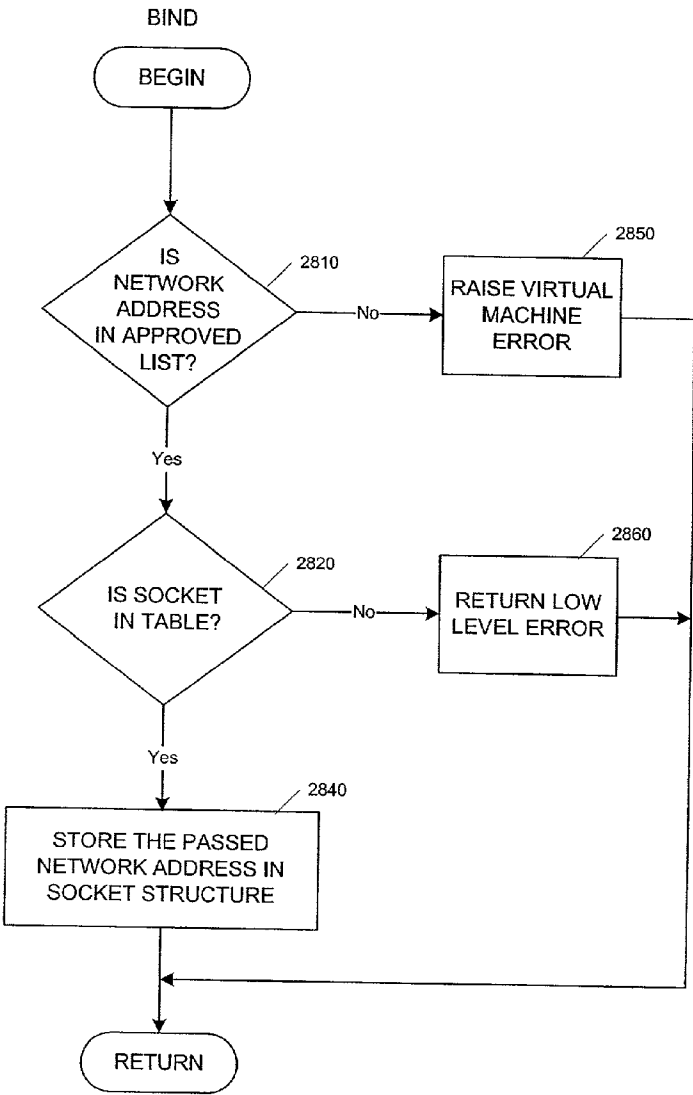 BIND
BEGIN
IS
NETWORK
ADDRESS
IN APPROVED
LIST?
2810
No
RAISE VIRTUAL
MACHINE
ERROR
2850
Yes
IS SOCKET
IN TABLE?
2820
No
RETURN LOW
LEVEL ERROR
2860
Yes
2840
STORE THE PASSED
NETWORK ADDRESS IN
SOCKET STRUCTURE
RETURN